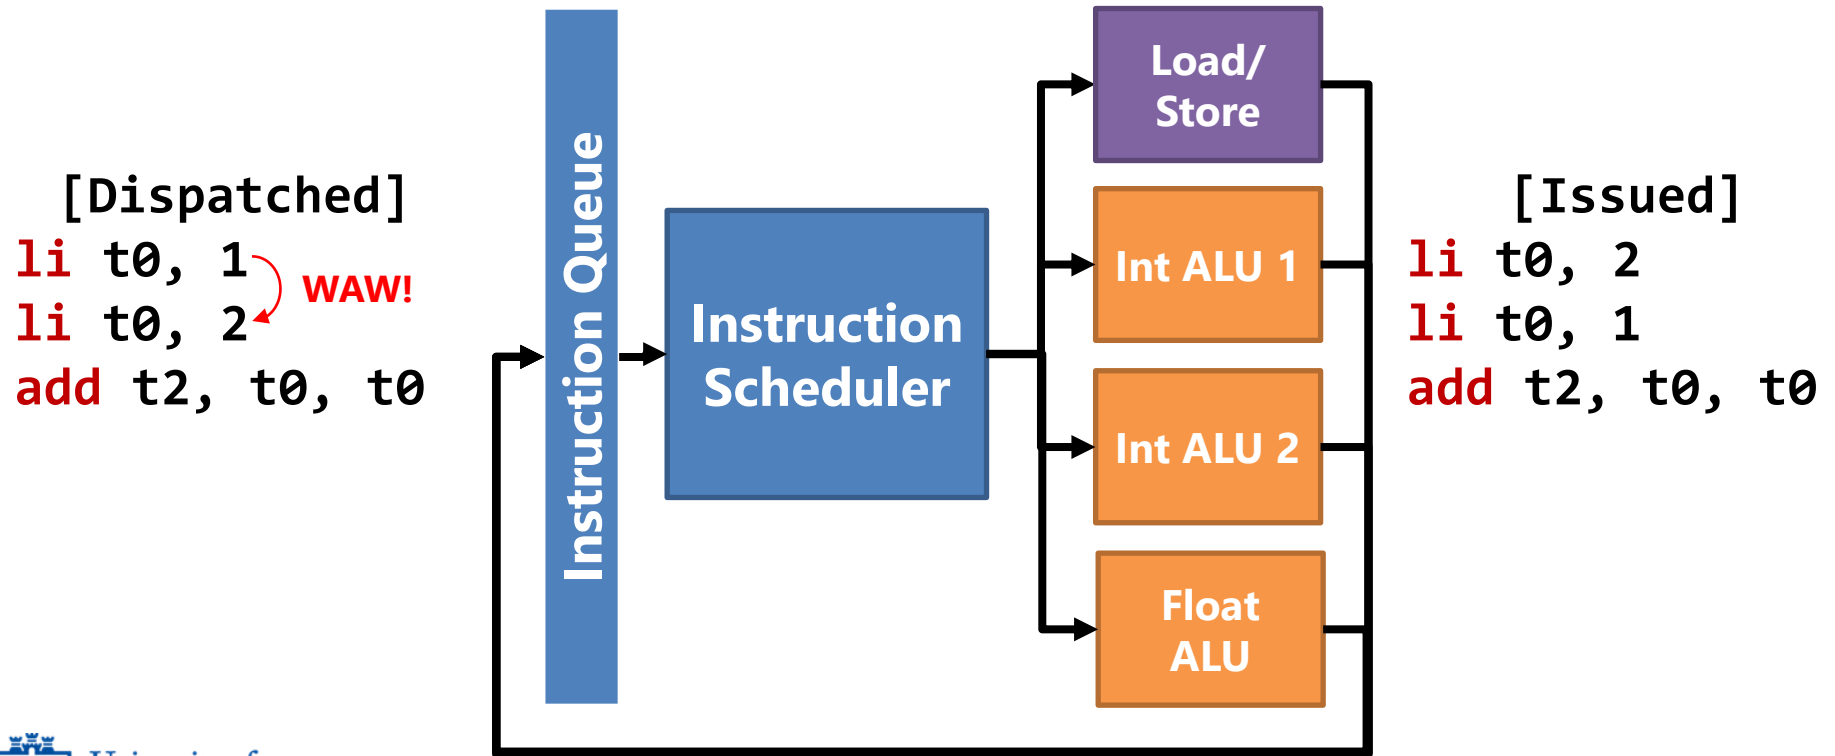 [Dispatched]
li t0, 1
li t0, 2
add t2, t0, t0
WAW!
Instruction Queue
Instruction
Scheduler
Load/
Store
Int ALU 1
Int ALU 2
Float
ALU
[Issued]
li t0, 2
li t0, 1
add t2, t0, t0